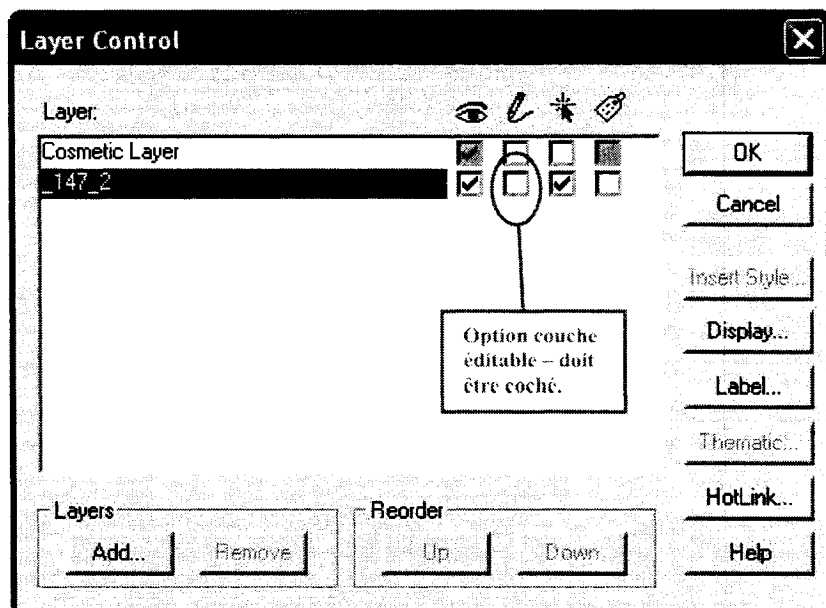 Layer Control
Layer:
Cosmetic Layer
_147_2
OK
Cancel
Insert Style...
Display...
Label...
Thematic...
HotLink...
Help
Option couche
éditable – doit
être coché.
Layers
Add...
Remove
Reorder
Up
Down